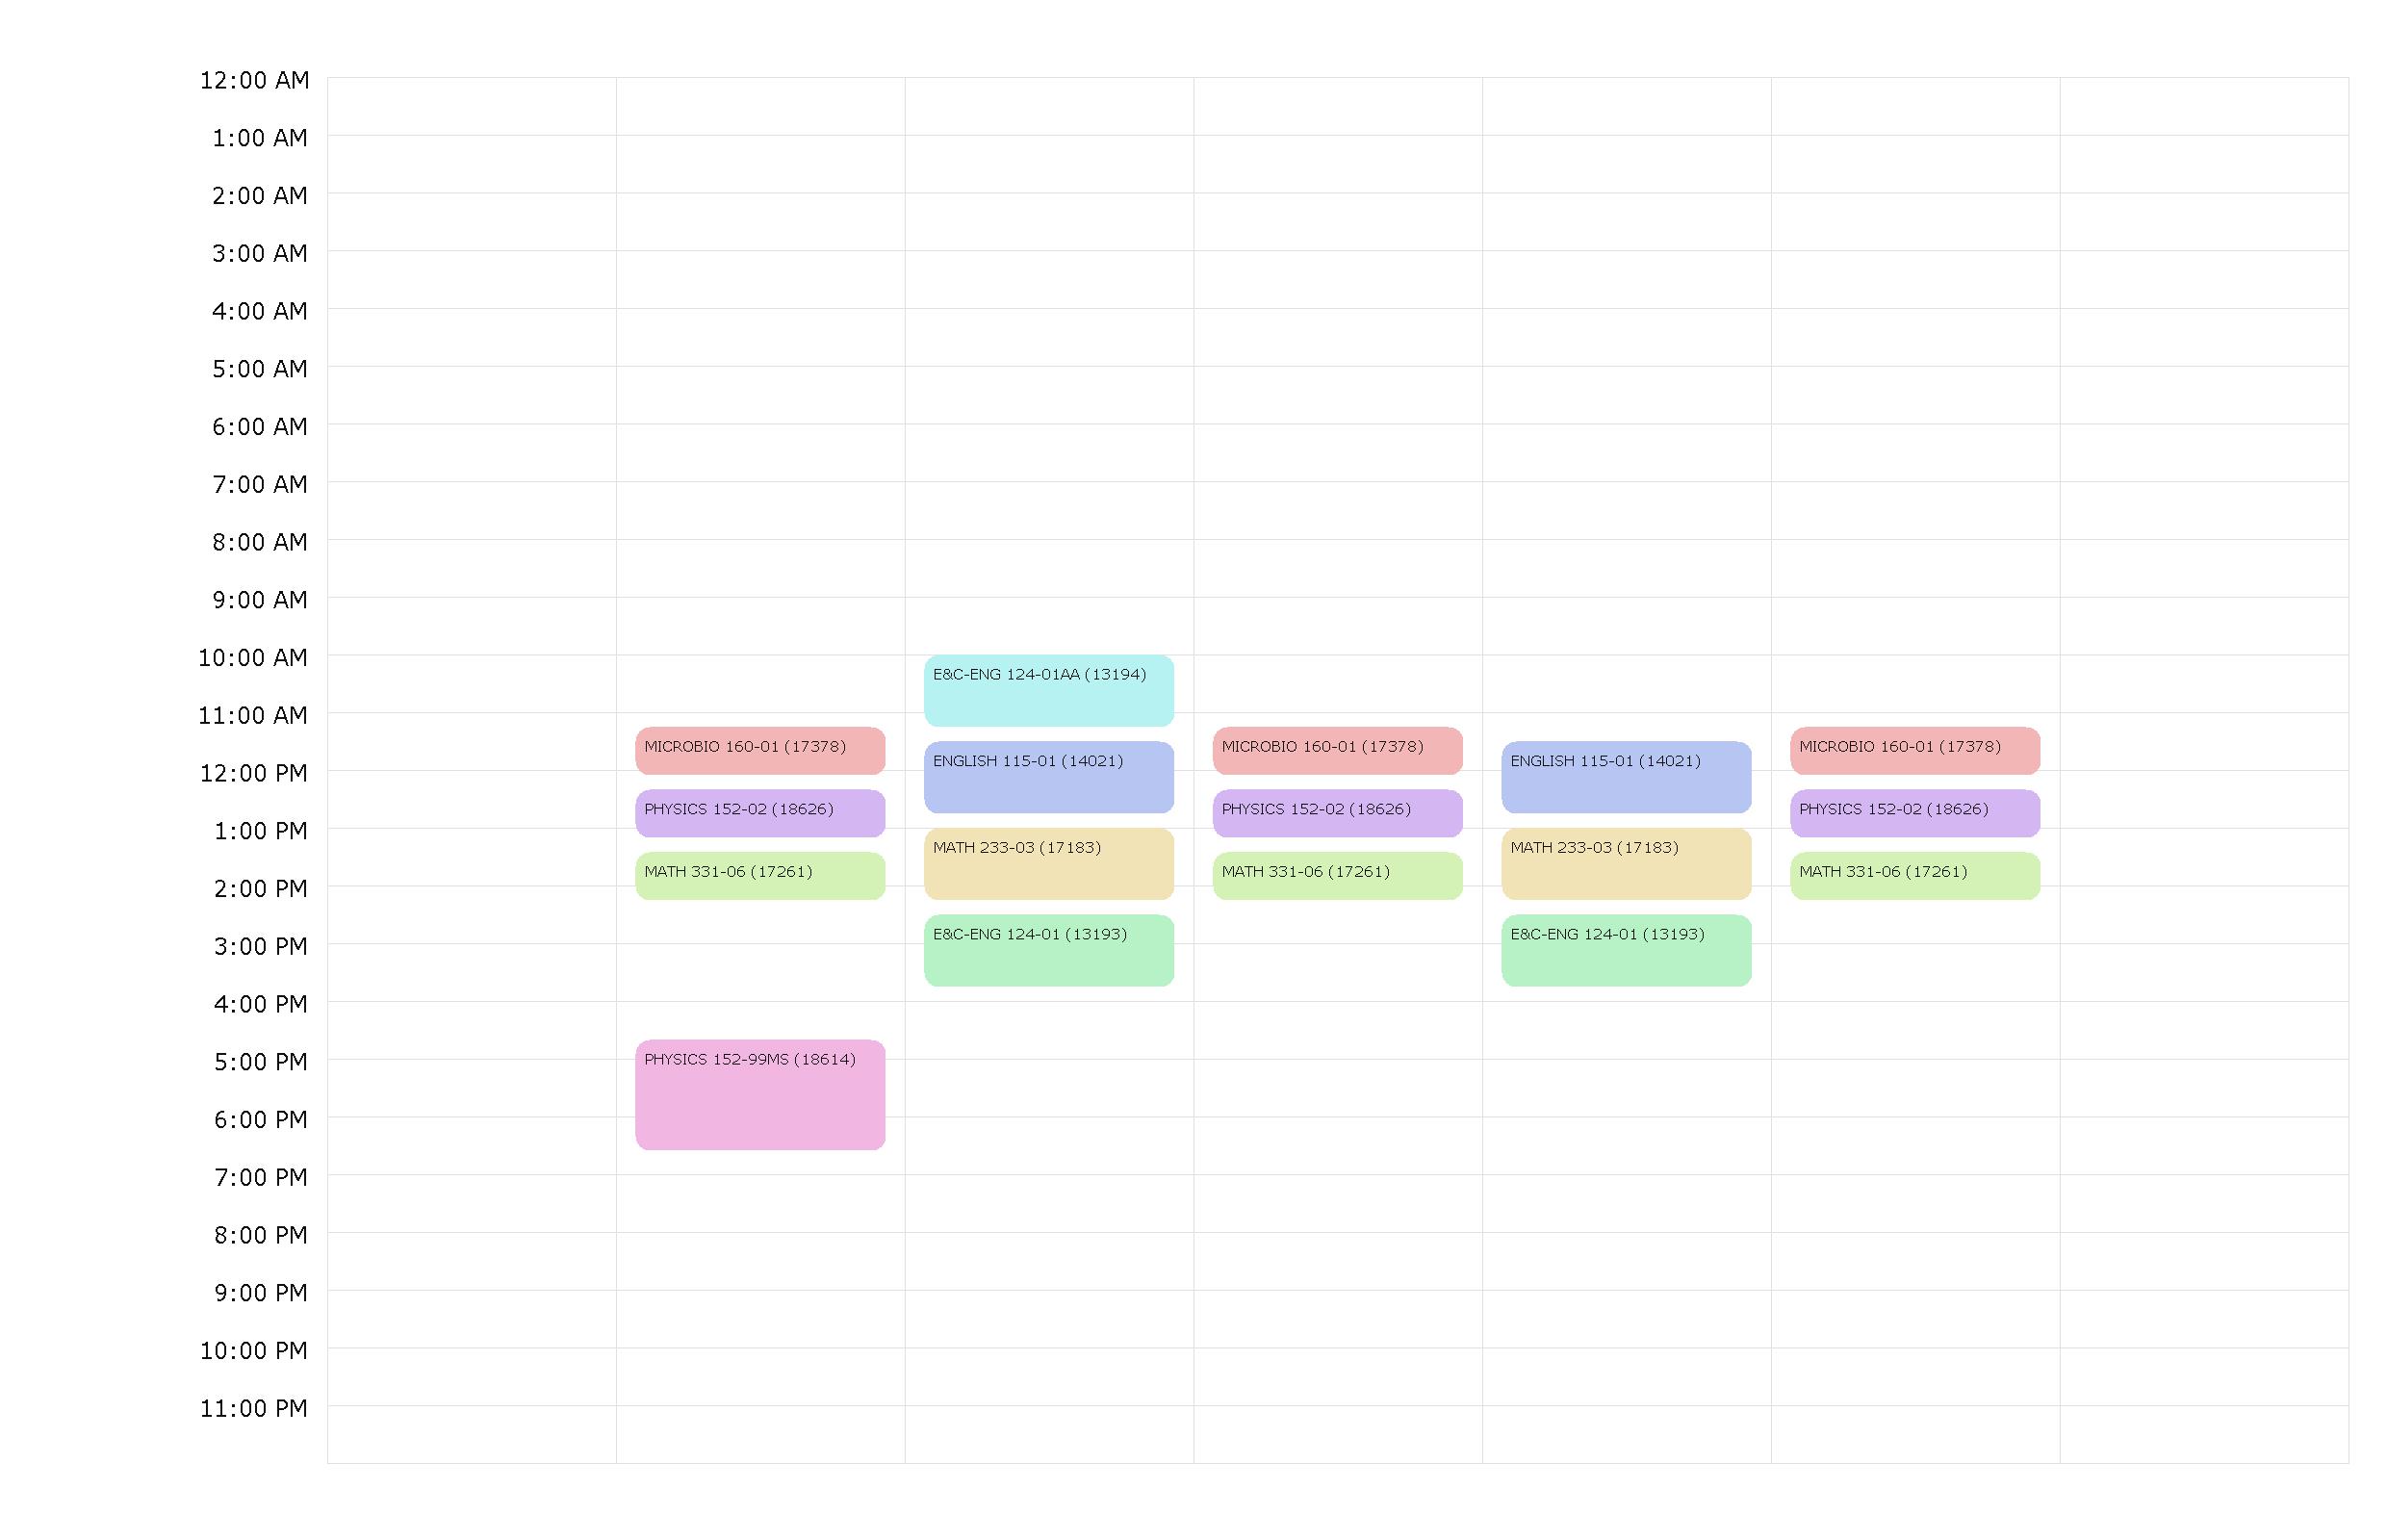 12:00 AM
1:00 AM
2:00 AM
3:00 AM
4:00 AM
5:00 AM
6:00 AM
7:00 AM
8:00 AM
9:00 AM
10:00 AM
E&C-ENG 124-01AA (13194)
11:00 AM
MICROBIO 160-01 (17378)
MICROBIO 160-01 (17378)
MICROBIO 160-01 (17378)
ENGLISH 115-01 (14021)
ENGLISH 115-01 (14021)
12:00 PM
PHYSICS 152-02 (18626)
PHYSICS 152-02 (18626)
PHYSICS 152-02 (18626)
1:00 PM
MATH 233-03 (17183)
MATH 233-03 (17183)
MATH 331-06 (17261)
MATH 331-06 (17261)
MATH 331-06 (17261)
2:00 PM
E&C-ENG 124-01 (13193)
E&C-ENG 124-01 (13193)
3:00 PM
4:00 PM
PHYSICS 152-99MS (18614)
5:00 PM
6:00 PM
7:00 PM
8:00 PM
9:00 PM
10:00 PM
11:00 PM